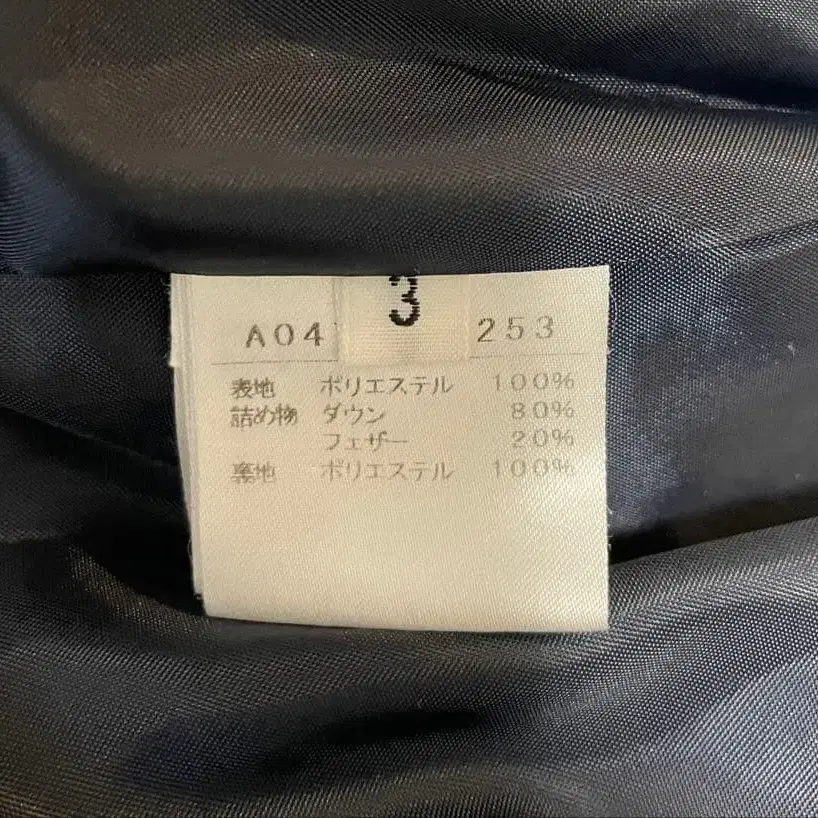 3
A04 253
表地 ポリエステル 100%
詰め物 ダウン 80%
フェザー 20%
裏地 ポリエステル 100%